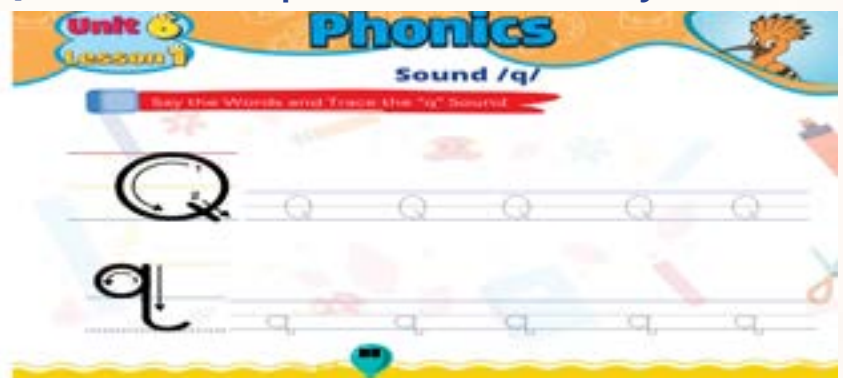 Unit 6
Lesson 1
Phonics
Sound /q/
Say the Words and Trace the "q" Sound
Q Q Q Q Q Q
q q q q q q